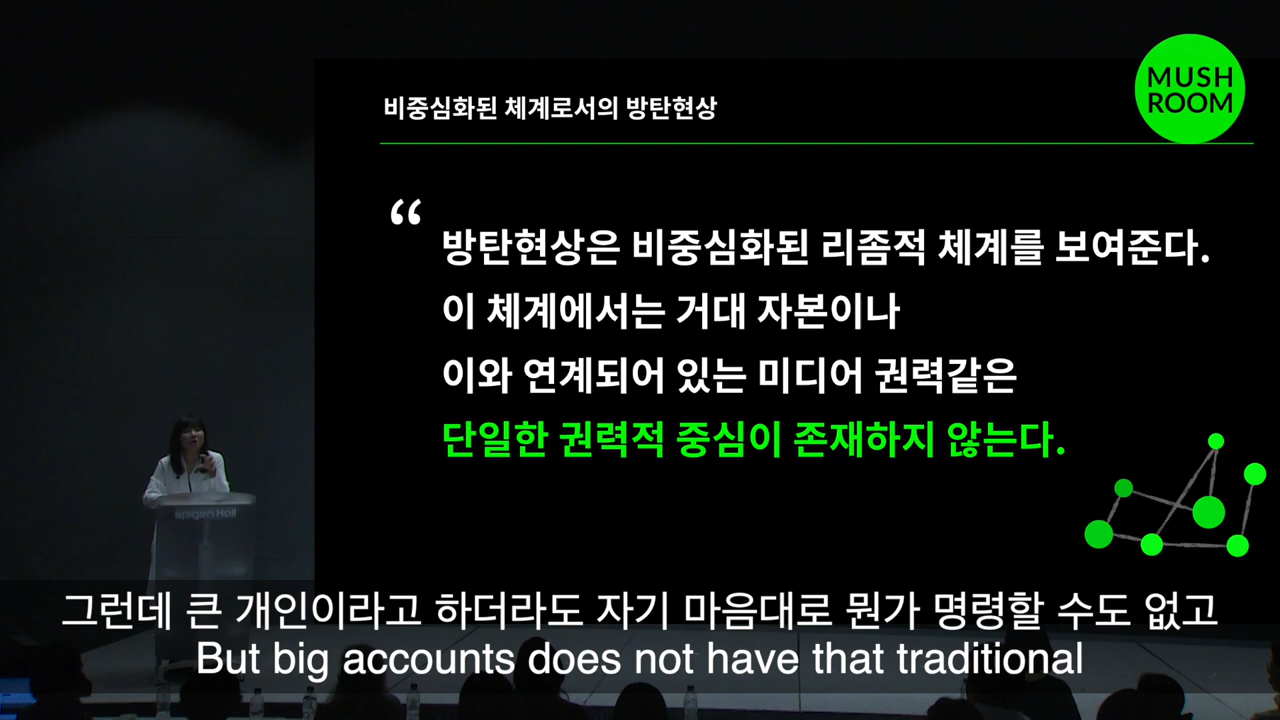 MUSH
ROOM
비중심화된 체계로서의 방탄현상
“
방탄현상은 비중심화된 리좀적 체계를 보여준다.
이 체계에서는 거대 자본이나
이와 연계되어 있는 미디어 권력같은
단일한 권력적 중심이 존재하지 않는다.
Spigen Hall
그런데 큰 개인이라고 하더라도 자기 마음대로 뭔가 명령할 수도 없고
But big accounts does not have that traditional